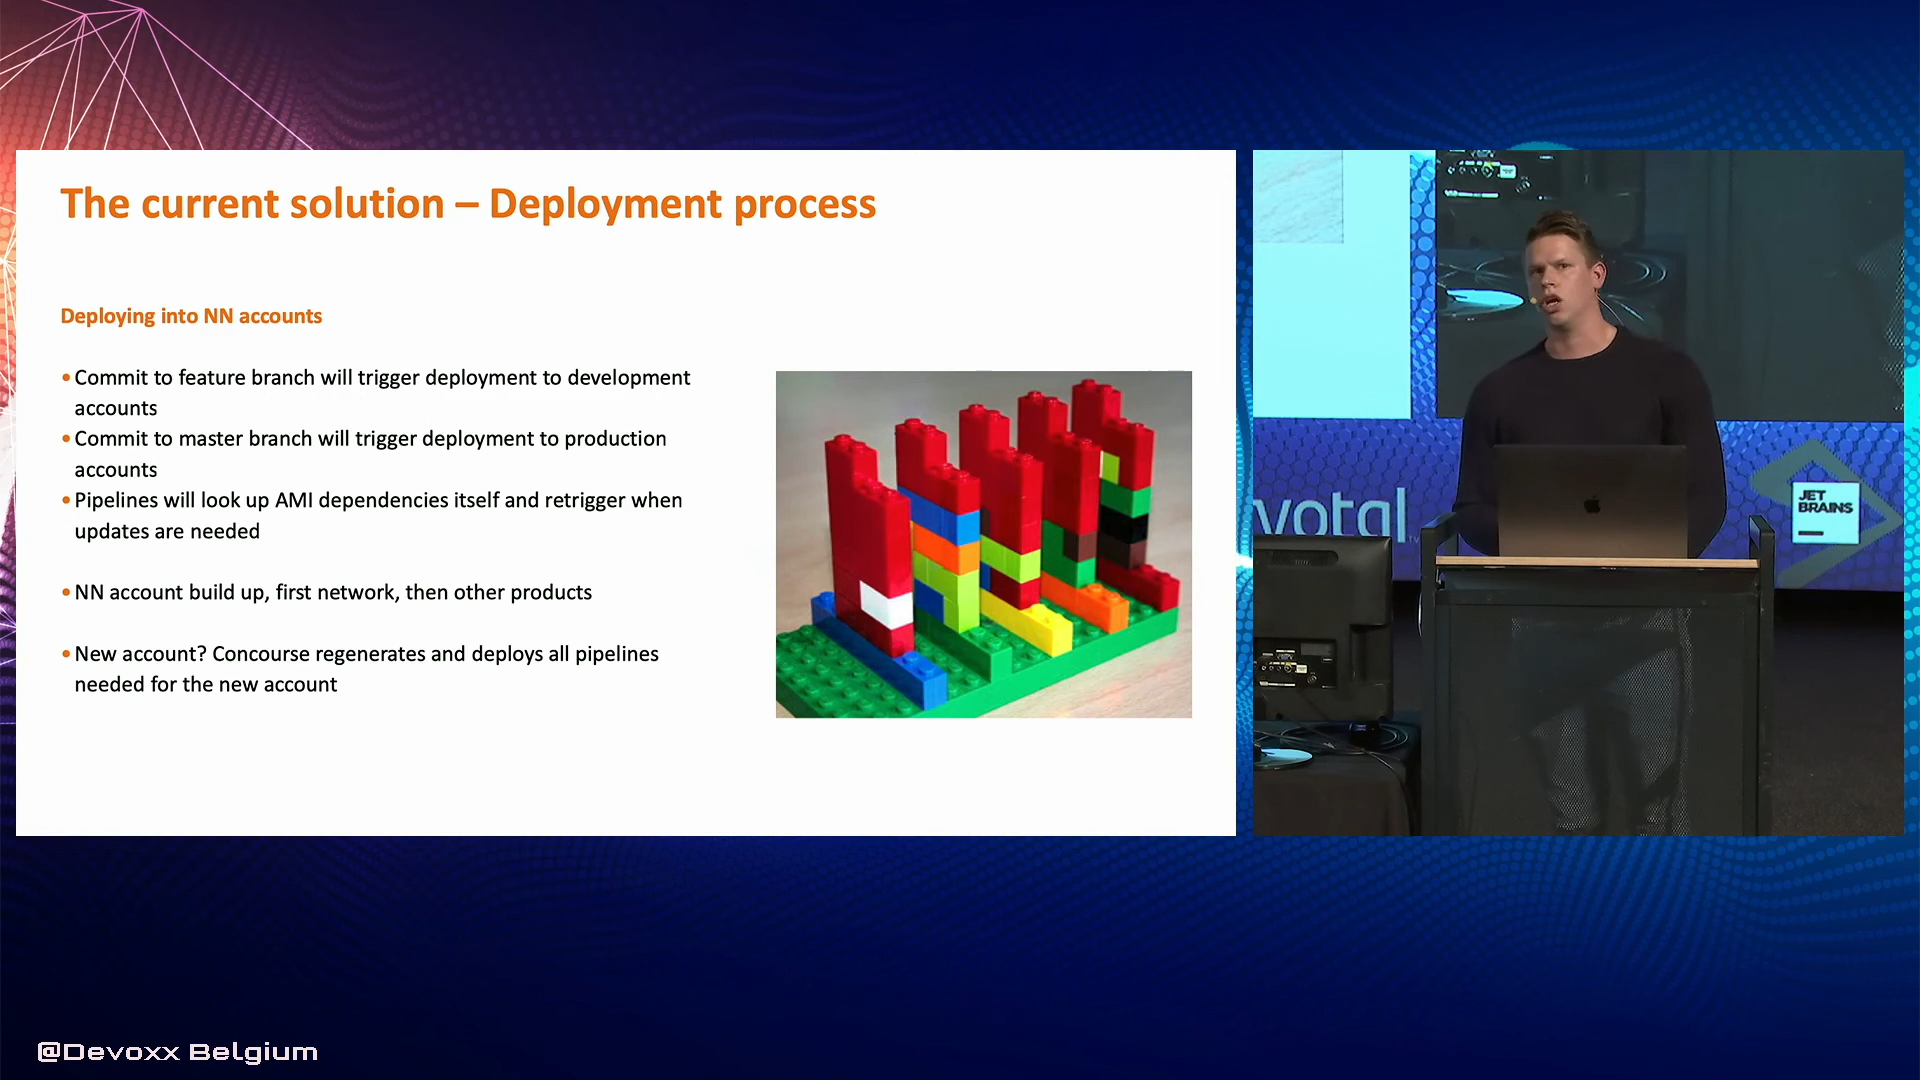 The current solution – Deployment process
Deploying into NN accounts
•Commit to feature branch will trigger deployment to development
accounts
•Commit to master branch will trigger deployment to production
accounts
•Pipelines will look up AMI dependencies itself and retrigger when
updates are needed
•NN account build up, first network, then other products
•New account? Concourse regenerates and deploys all pipelines
needed for the new account
votal
JET
BRAINS
@Devoxx Belgium